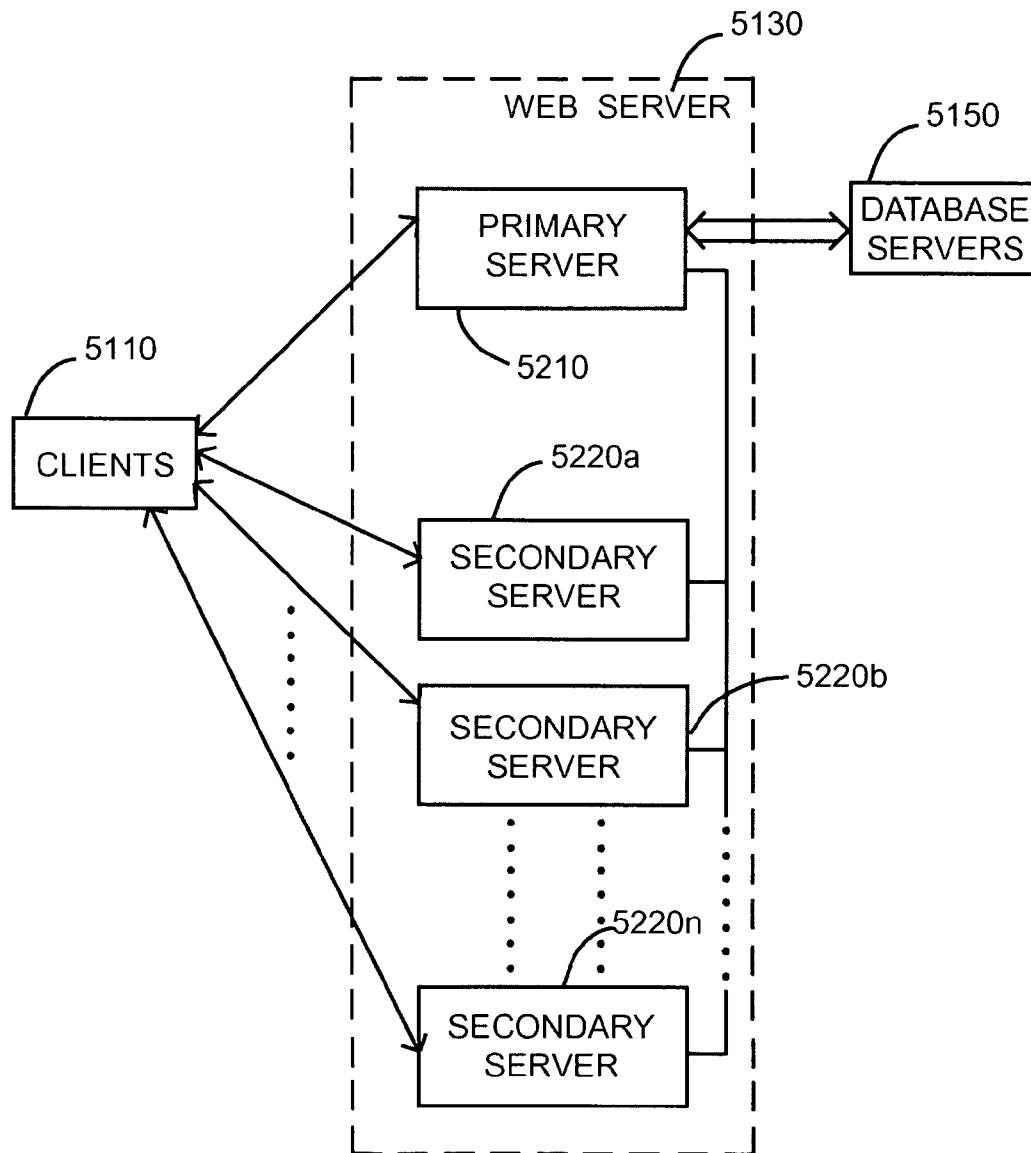 5130
WEB SERVER
5150
PRIMARY
SERVER
DATABASE
SERVERS
5110
5210
CLIENTS
5220a
SECONDARY
SERVER
5220b
SECONDARY
SERVER
5220n
SECONDARY
SERVER